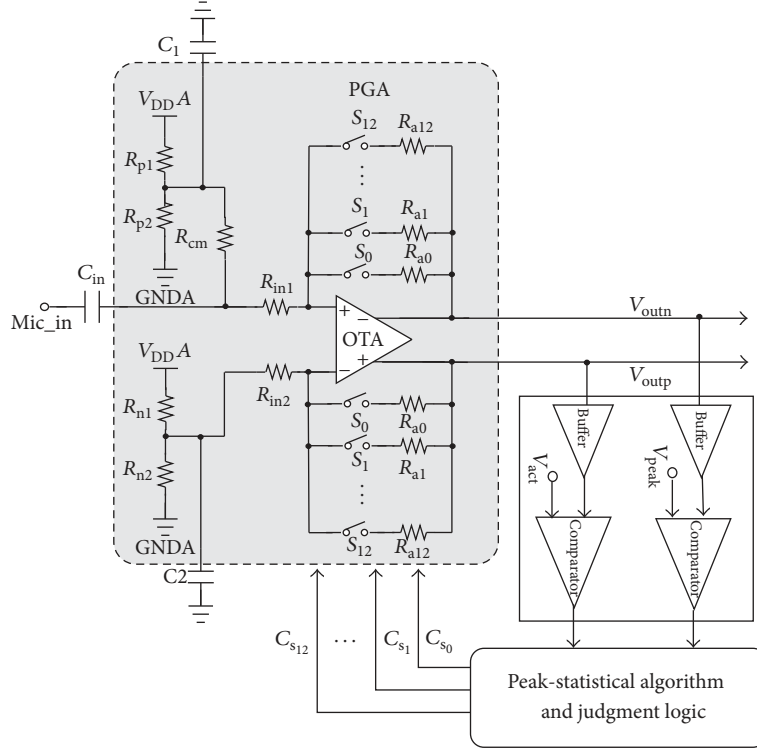 C1
PGA
VDD A
S12
Ra12
Rp1
...
Rp2
Rcm
S1
Ra1
S0
Ra0
Cin
Rin1
Mic_in
GNDA
+
−
OTA
Voutn
VDD A
−
+
Voutp
Rn1
Rin2
S0
Ra0
Buffer
Buffer
S1
Ra1
Vact
Vpeak
Rn2
...
GNDA
S12
Ra12
Comparator
Comparator
C2
Cs12
...
Cs1
Cs0
Peak-statistical algorithm
and judgment logic